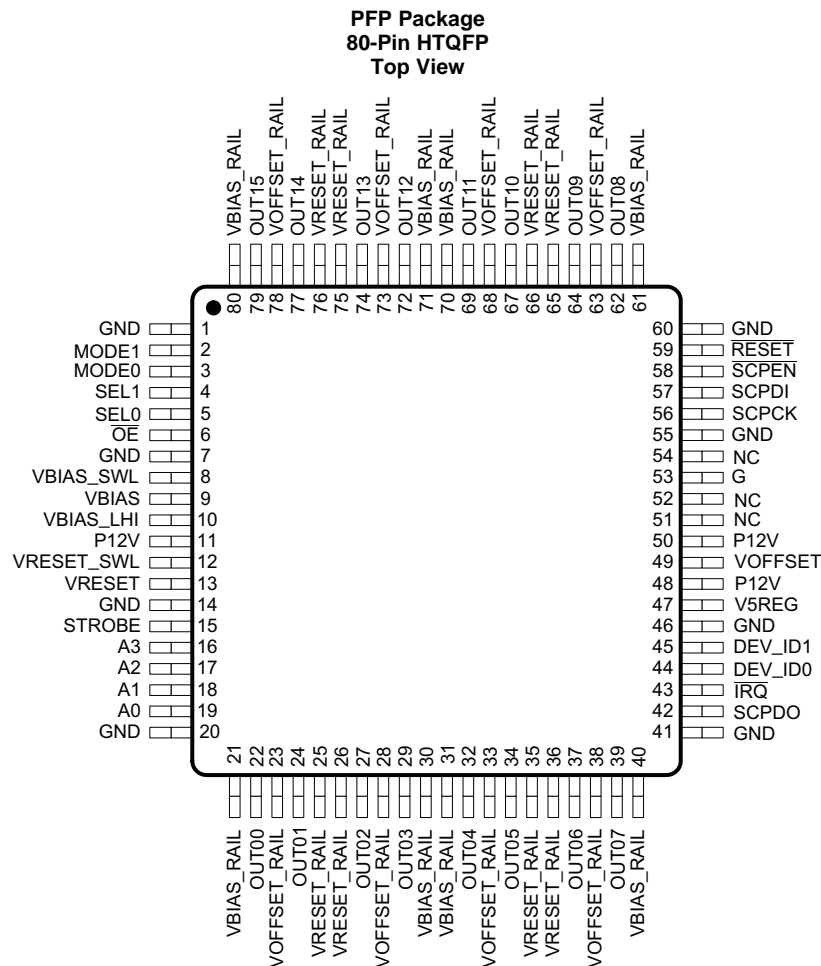 PFP Package
80-Pin HTQFP
Top View
VBIAS_RAIL
OUT15
VOFFSET_RAIL
OUT14
VRESET_RAIL
VRESET_RAIL
OUT13
VOFFSET_RAIL
OUT12
VBIAS_RAIL
VBIAS_RAIL
OUT11
VOFFSET_RAIL
OUT10
VRESET_RAIL
VRESET_RAIL
OUT09
VOFFSET_RAIL
OUT08
VBIAS_RAIL
80
79
78
77
76
75
74
73
72
71
70
69
68
67
66
65
64
63
62
61
GND 1
MODE1 2
MODE0 3
SEL1 4
SEL0 5
OE 6
GND 7
VBIAS_SWL 8
VBIAS 9
VBIAS_LHI 10
P12V 11
VRESET_SWL 12
VRESET 13
GND 14
STROBE 15
A3 16
A2 17
A1 18
A0 19
GND 20
60 GND
59 RESET
58 SCPEN
57 SCPDI
56 SCPCK
55 GND
54 NC
53 G
52 NC
51 NC
50 P12V
49 VOFFSET
48 P12V
47 V5REG
46 GND
45 DEV_ID1
44 DEV_ID0
43 IRQ
42 SCPDO
41 GND
21
22
23
24
25
26
27
28
29
30
31
32
33
34
35
36
37
38
39
40
VBIAS_RAIL
OUT00
VOFFSET_RAIL
OUT01
VRESET_RAIL
VRESET_RAIL
OUT02
VOFFSET_RAIL
OUT03
VBIAS_RAIL
VBIAS_RAIL
OUT04
VOFFSET_RAIL
OUT05
VRESET_RAIL
VRESET_RAIL
OUT06
VOFFSET_RAIL
OUT07
VBIAS_RAIL